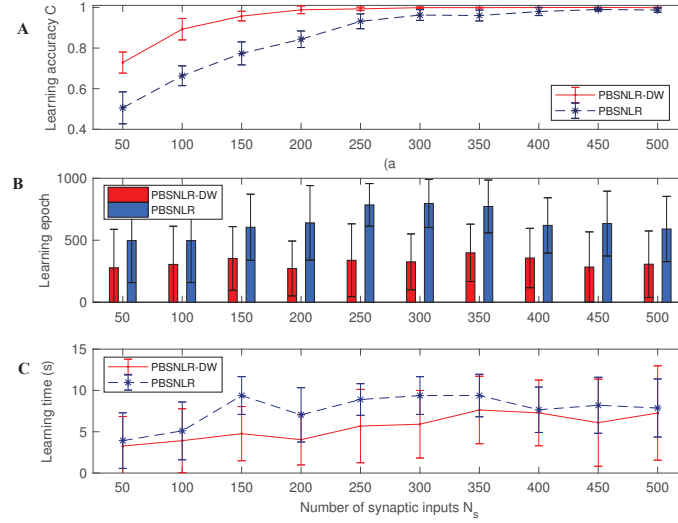 A
Learning accuracy C
1
0.8
0.6
0.4
PBSNLR-DW
PBSNLR
50 100 150 200 250 300 350 400 450 500
(a
B
Learning epoch
1000
500
0
PBSNLR-DW
PBSNLR
50 100 150 200 250 300 350 400 450 500
C
Learning time (s)
15
10
5
0
PBSNLR-DW
PBSNLR
50 100 150 200 250 300 350 400 450 500
Number of synaptic inputs N_s